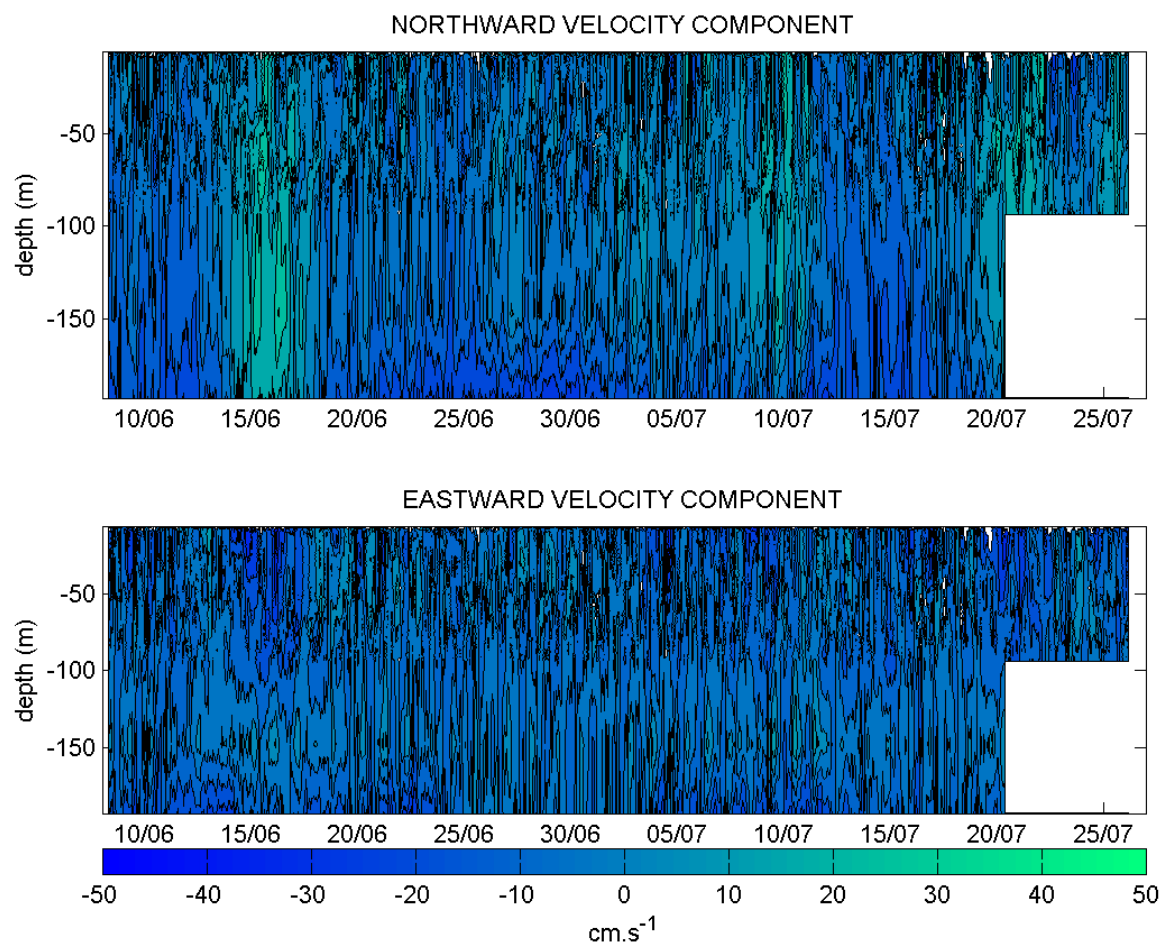 NORTHWARD VELOCITY COMPONENT
depth (m)
-50
-100
-150
10/06 15/06 20/06 25/06 30/06 05/07 10/07 15/07 20/07 25/07
EASTWARD VELOCITY COMPONENT
depth (m)
-50
-100
-150
10/06 15/06 20/06 25/06 30/06 05/07 10/07 15/07 20/07 25/07
-50 -40 -30 -20 -10 0 10 20 30 40 50
cm.s⁻¹